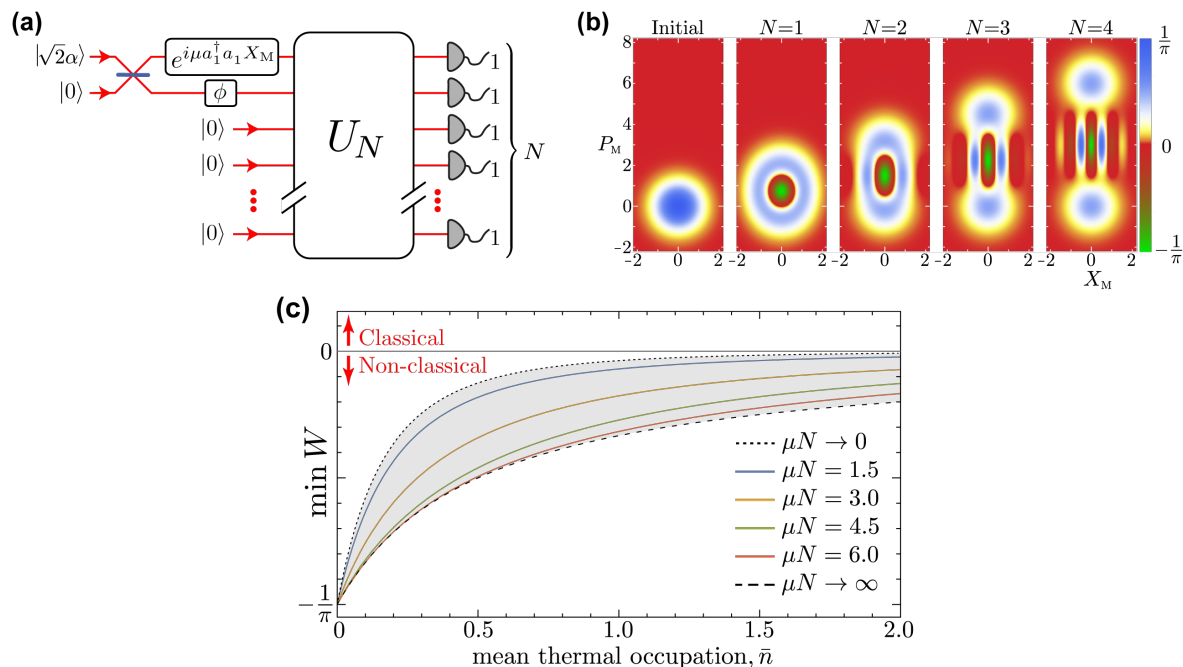 (a)
|√2α⟩
e^{iμa₁†a₁X_M}
|0⟩
ϕ
|0⟩
|0⟩
|0⟩
U_N
1
1
1
1
1
N
(b)
Initial
N=1
N=2
N=3
N=4
P_M
8
6
4
2
0
−2
−2 0 2
−2 0 2
−2 0 2
−2 0 2
−2 0 2
X_M
1/π
0
−1/π
(c)
Classical
Non-classical
0
min W
−1/π
μN → 0
μN = 1.5
μN = 3.0
μN = 4.5
μN = 6.0
μN → ∞
0 0.5 1.0 1.5 2.0
mean thermal occupation, n̄